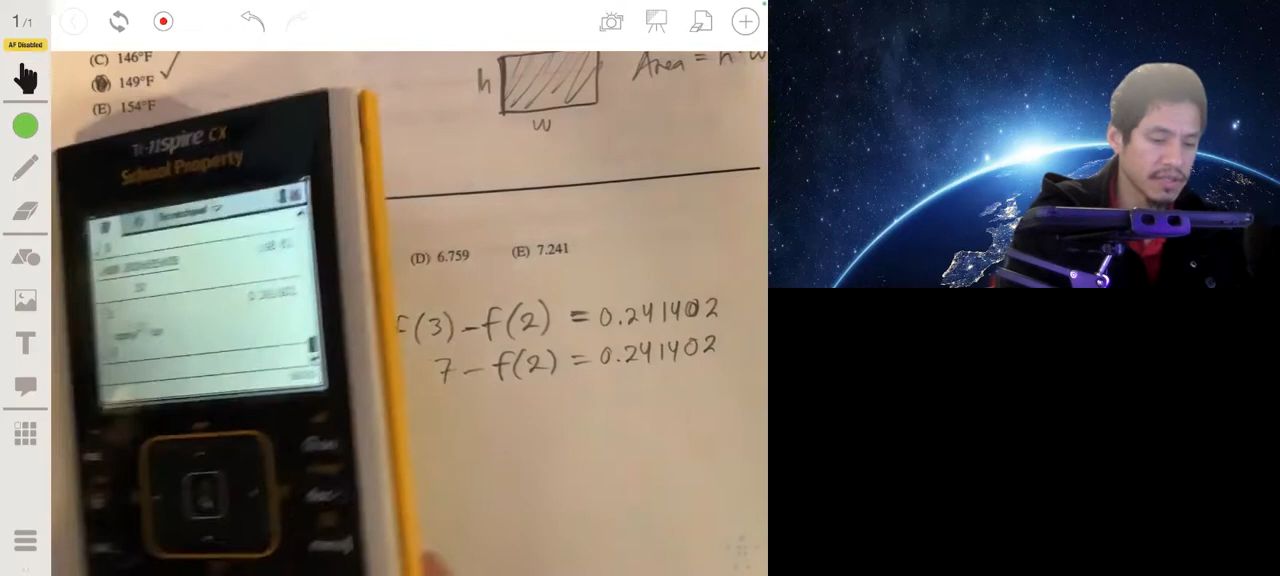 1/1
AF Disabled
(C) 146°F
149°F
(E) 154°F
h
w
Area = h·w
TI-nspire CX
School Property
Scratchpad
(D) 6.759 (E) 7.241
f(3) - f(2) = 0.241402
7 - f(2) = 0.241402
T